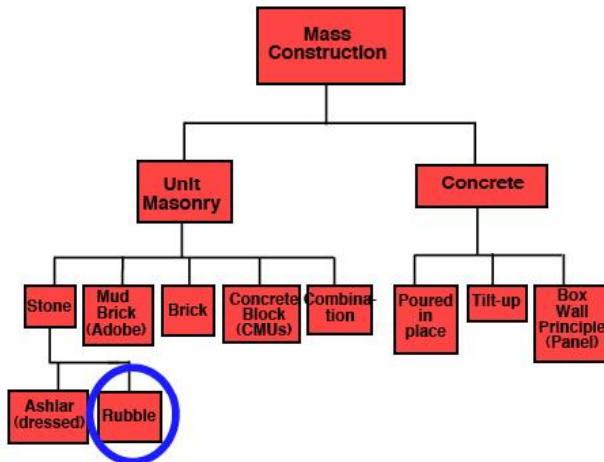 Mass
Construction
Unit
Masonry
Concrete
Stone
Mud
Brick
(Adobe)
Brick
Concrete
Block
(CMUs)
Combina-
tion
Poured
in
place
Tilt-up
Box
Wall
Principle
(Panel)
Ashlar
(dressed)
Rubble